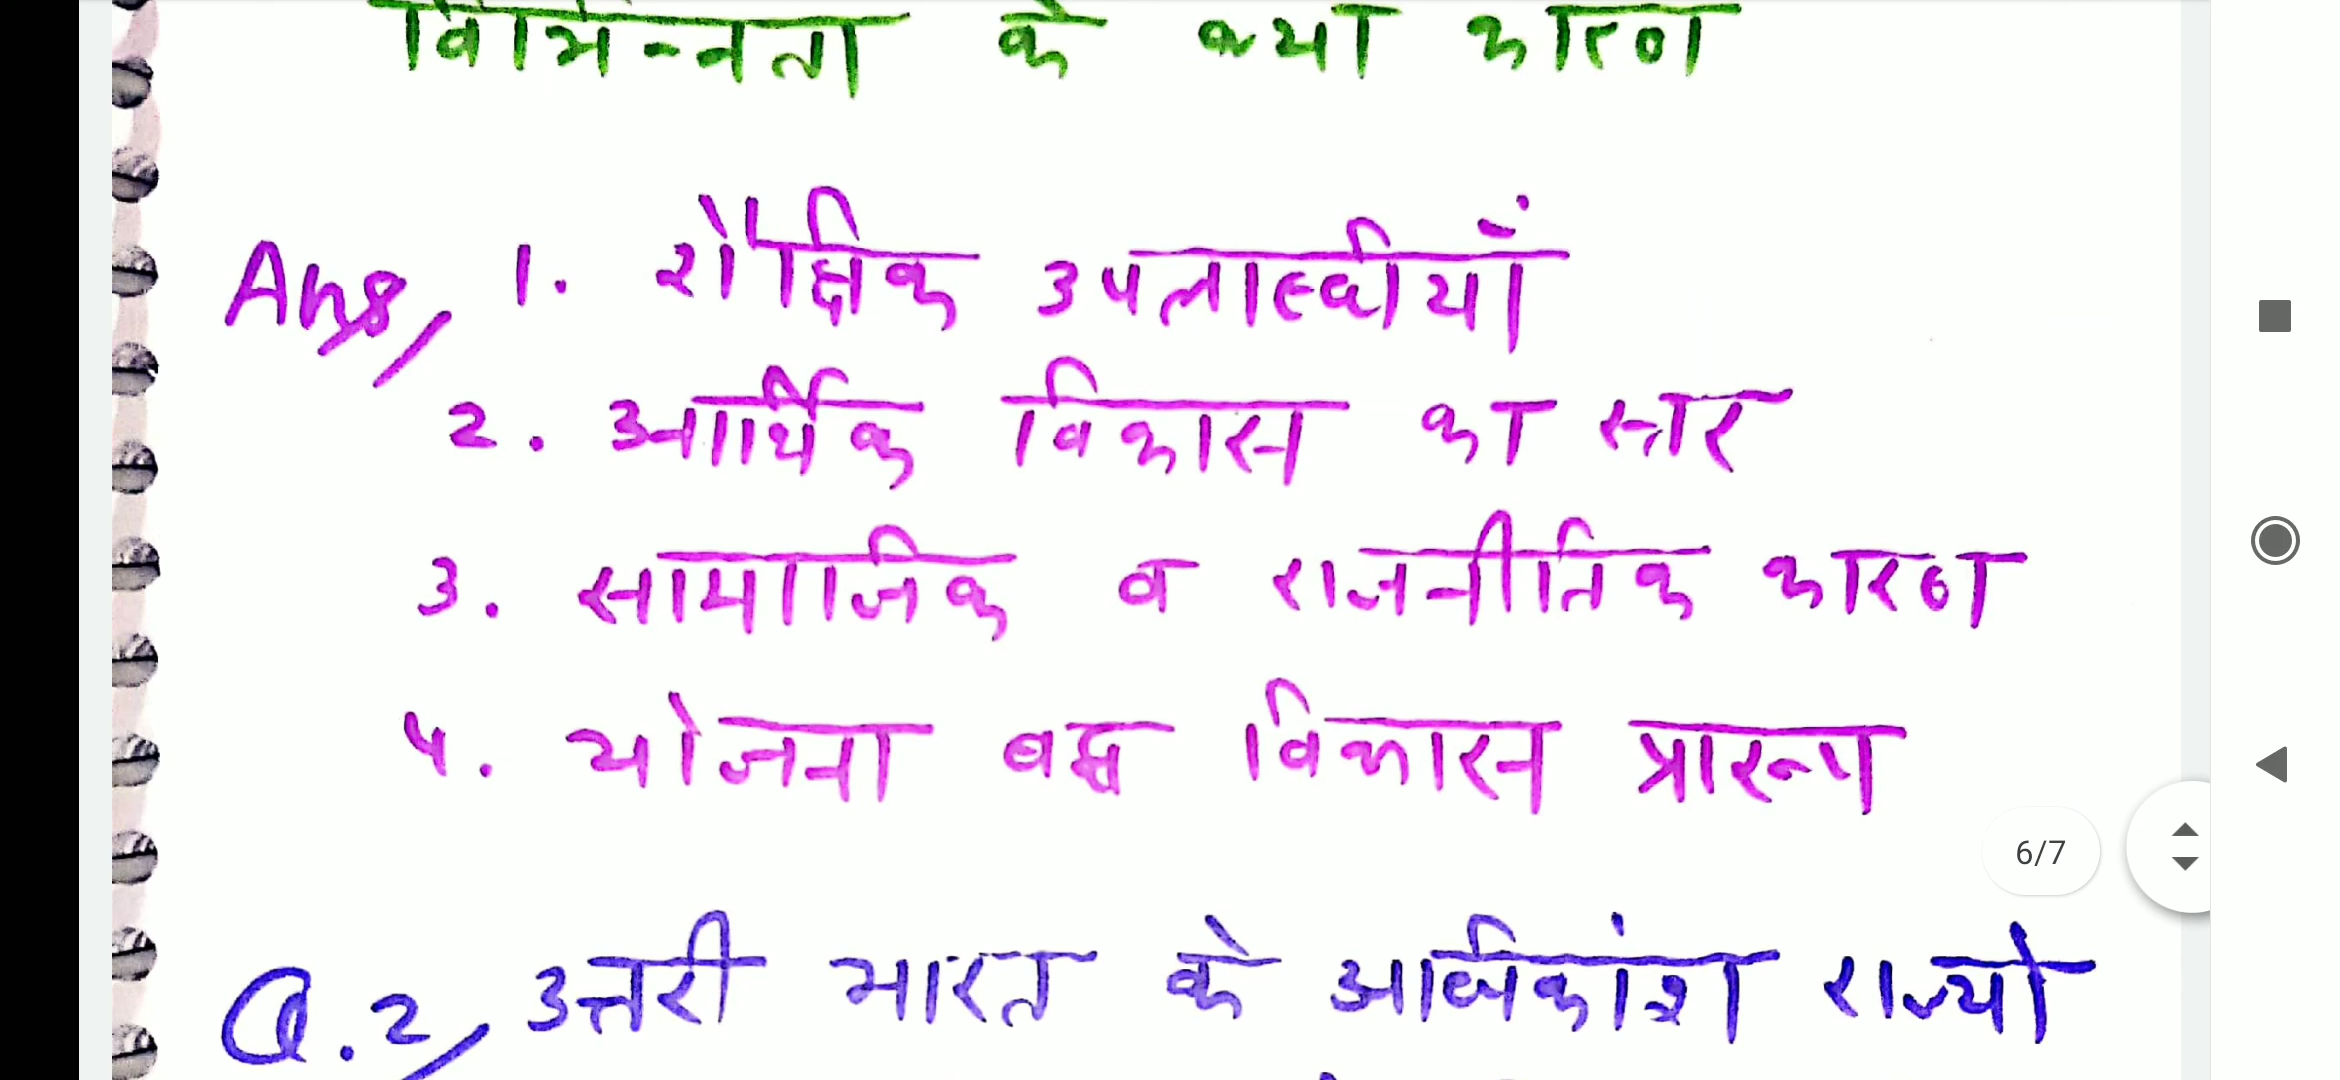 विभिन्नता के क्या कारण
Ans, 1. शैक्षिक उपलब्धीयाँ
2. आर्थिक विकास का स्तर
3. सामाजिक व राजनीतिक कारण
4. योजना बद्ध विकास प्रारूप
6/7
Q.2, उत्तरी भारत के अधिकांश राज्यो